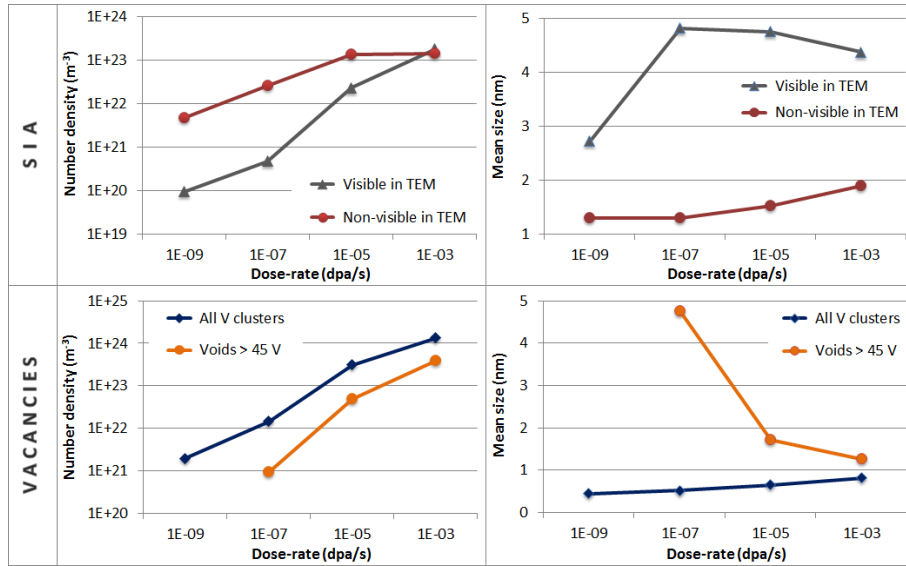 SIA
Number density (m⁻³)
1E+24
1E+23
1E+22
1E+21
1E+20
1E+19
Visible in TEM
Non-visible in TEM
1E-09 1E-07 1E-05 1E-03
Dose-rate (dpa/s)
Mean size (nm)
5
4
3
2
1
Visible in TEM
Non-visible in TEM
1E-09 1E-07 1E-05 1E-03
Dose-rate (dpa/s)
VACANCIES
Number density (m⁻³)
1E+25
1E+24
1E+23
1E+22
1E+21
1E+20
All V clusters
Voids > 45 V
1E-09 1E-07 1E-05 1E-03
Dose-rate (dpa/s)
Mean size (nm)
5
4
3
2
1
0
All V clusters
Voids > 45 V
1E-09 1E-07 1E-05 1E-03
Dose-rate (dpa/s)